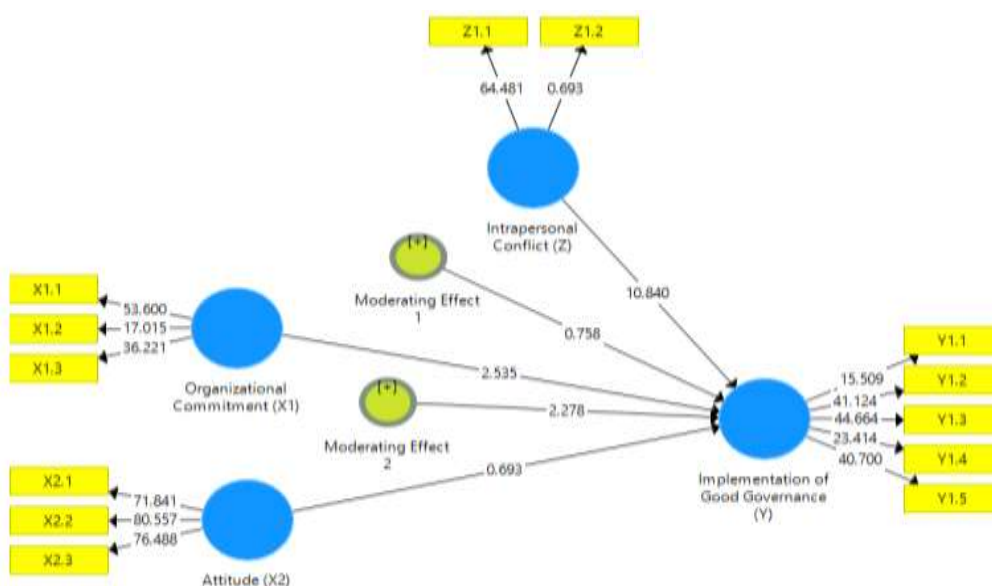 Z1.1
Z1.2
64.481
0.693
Intrapersonal
Conflict (Z)
[+]
Moderating Effect
1
10.840
0.758
X1.1
X1.2
X1.3
53.600
17.015
36.221
Organizational
Commitment (X1)
2.535
[+]
Moderating Effect
2
2.278
0.693
X2.1
X2.2
X2.3
71.841
80.557
76.488
Attitude (X2)
Y1.1
Y1.2
Y1.3
Y1.4
Y1.5
15.509
41.124
44.664
23.414
40.700
Implementation of
Good Governance
(Y)